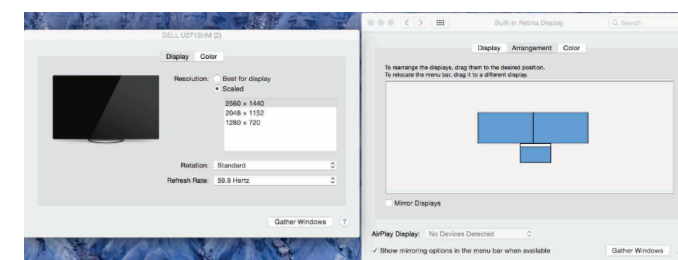 DELL U2713HM (2)
Display Color
Resolution: Best for display
Scaled
2560 × 1440
2048 × 1152
1280 × 720
Rotation: Standard
Refresh Rate: 59.9 Hertz
Gather Windows ?
Built-in Retina Display
Search
Display Arrangement Color
To rearrange the displays, drag them to the desired position.
To relocate the menu bar, drag it to a different display.
Mirror Displays
AirPlay Display: No Devices Detected
Show mirroring options in the menu bar when available
Gather Windows